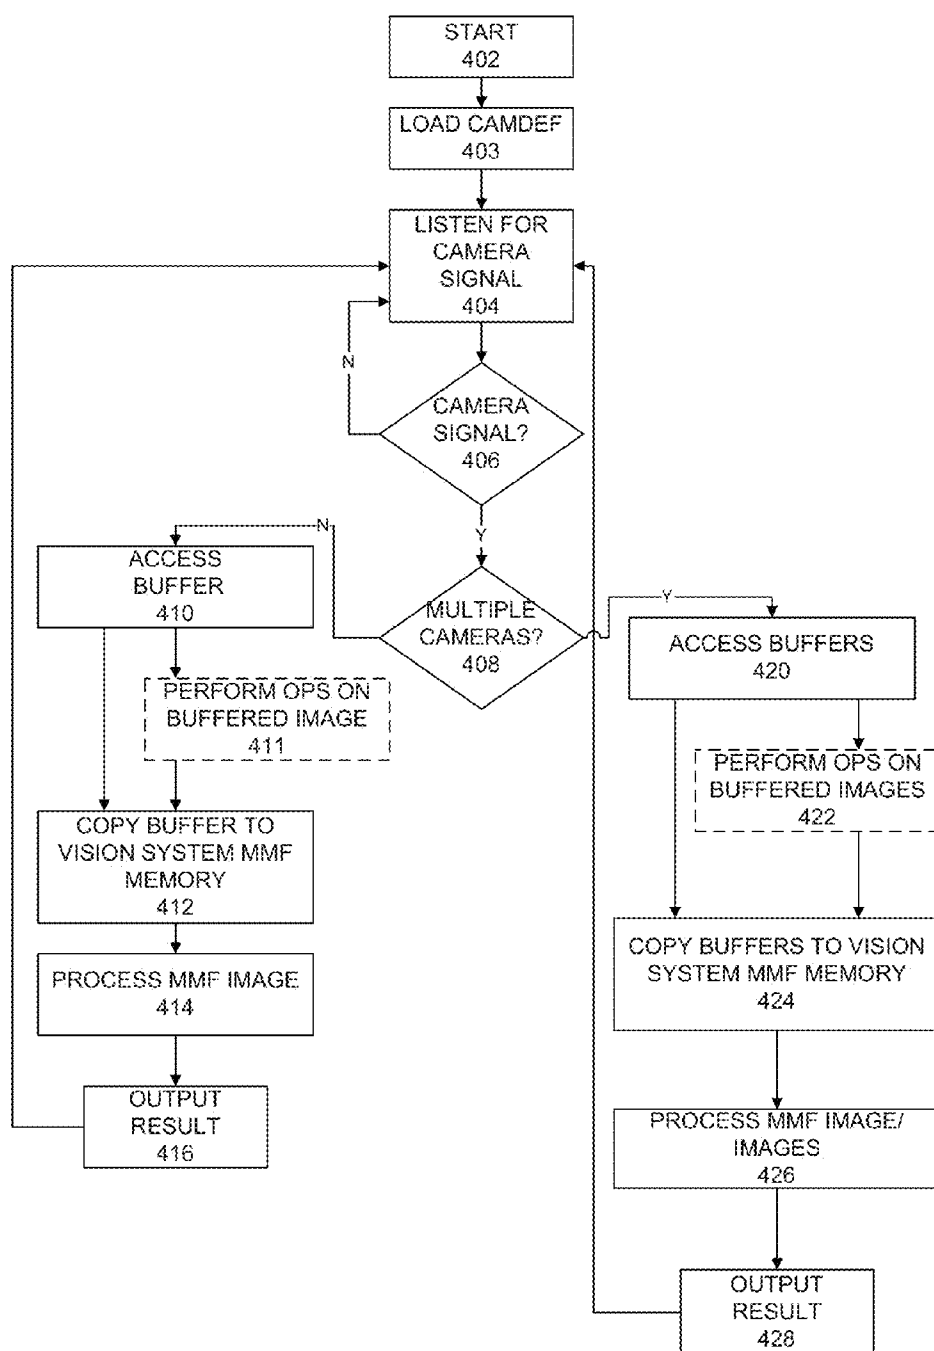 START
402
LOAD CAMDEF
403
LISTEN FOR
CAMERA
SIGNAL
404
N
CAMERA
SIGNAL?
406
Y
N
MULTIPLE
CAMERAS?
408
Y
ACCESS
BUFFER
410
PERFORM OPS ON
BUFFERED IMAGE
411
COPY BUFFER TO
VISION SYSTEM MMF
MEMORY
412
PROCESS MMF IMAGE
414
OUTPUT
RESULT
416
ACCESS BUFFERS
420
PERFORM OPS ON
BUFFERED IMAGES
422
COPY BUFFERS TO VISION
SYSTEM MMF MEMORY
424
PROCESS MMF IMAGE/
IMAGES
426
OUTPUT
RESULT
428